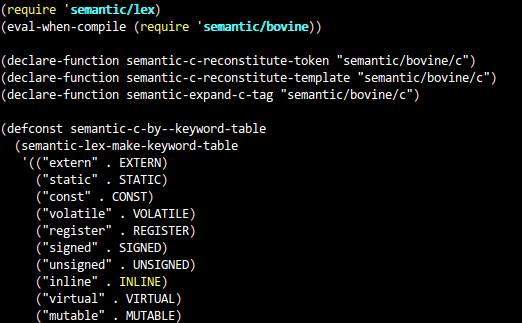 (require 'semantic/lex)
(eval-when-compile (require 'semantic/bovine))
(declare-function semantic-c-reconstitute-token "semantic/bovine/c")
(declare-function semantic-c-reconstitute-template "semantic/bovine/c")
(declare-function semantic-expand-c-tag "semantic/bovine/c")
(defconst semantic-c-by--keyword-table
(semantic-lex-make-keyword-table
'(("extern" . EXTERN)
("static" . STATIC)
("const" . CONST)
("volatile" . VOLATILE)
("register" . REGISTER)
("signed" . SIGNED)
("unsigned" . UNSIGNED)
("inline" . INLINE)
("virtual" . VIRTUAL)
("mutable" . MUTABLE)